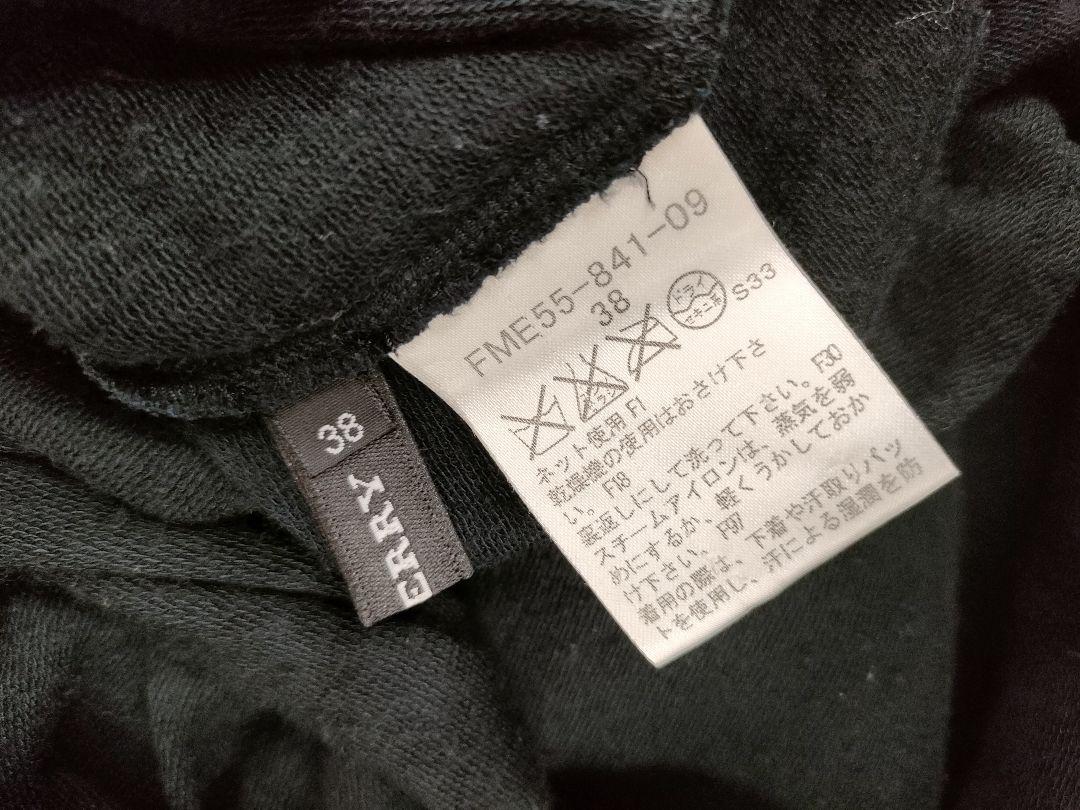 FME55-841-09
38
エンソ
ドライ
セキユ系
S33
ネット使用 F1
乾燥機の使用はおさけ下さ
い。 F18
裏返しにして洗って下さい。 F30
スチームアイロンは、蒸気を弱
めにするか、軽くうかしておか
け下さい。 F97
着用の際は、下着や汗取りパッ
トを使用し、汗による湿潤を防
38
ERRY